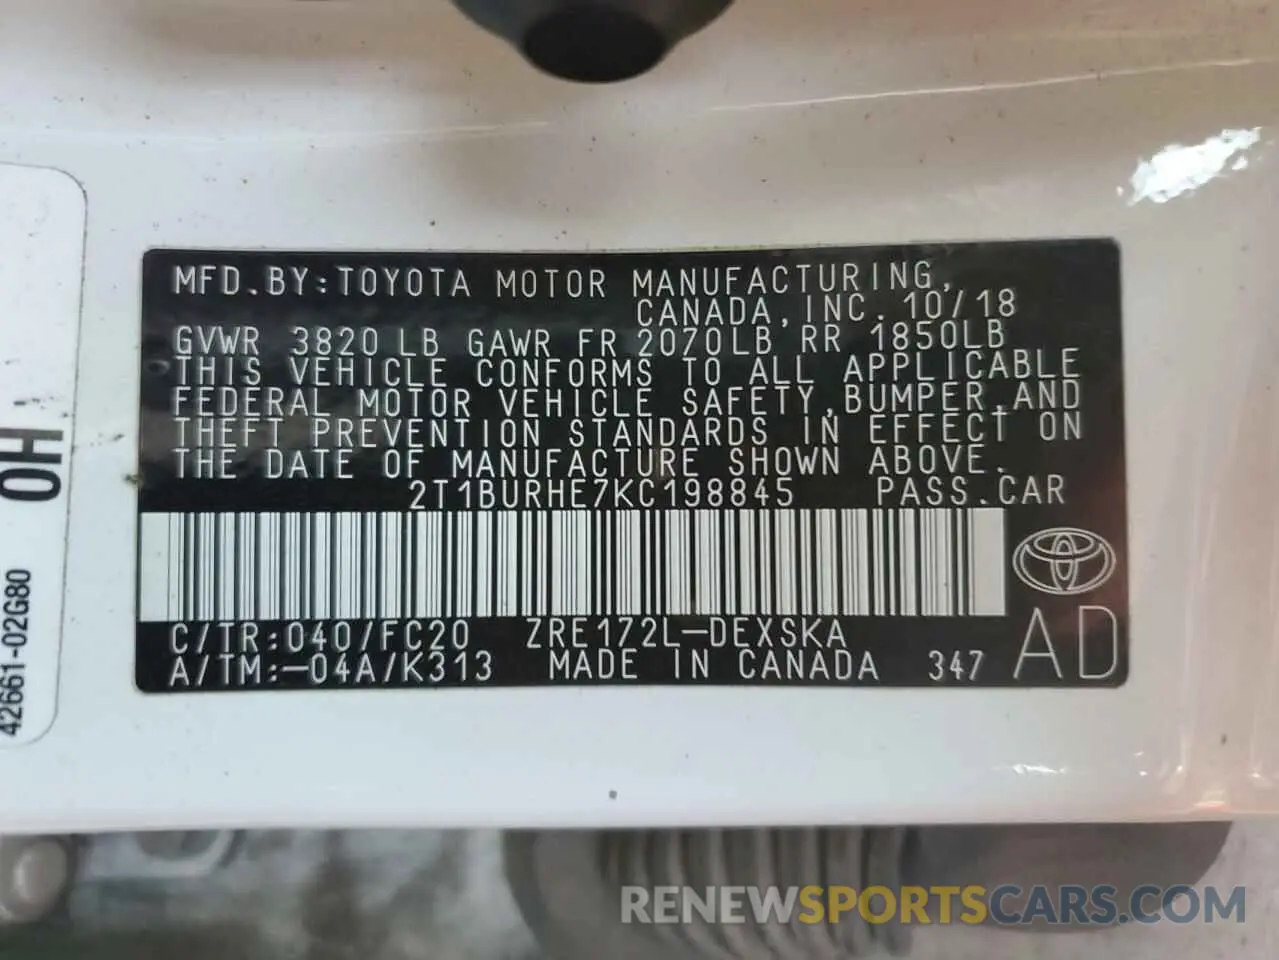 MFD.BY:TOYOTA MOTOR MANUFACTURING,
CANADA,INC. 10/18
GVWR 3820 LB GAWR FR 2070LB RR 1850LB
THIS VEHICLE CONFORMS TO ALL APPLICABLE
FEDERAL MOTOR VEHICLE SAFETY,BUMPER,AND
THEFT PREVENTION STANDARDS IN EFFECT ON
THE DATE OF MANUFACTURE SHOWN ABOVE.
2T1BURHE7KC198845 PASS.CAR
C/TR:040/FC20 ZRE172L-DEXSKA
A/TM:-04A/K313 MADE IN CANADA 347 AD
0H
42661-02G80
RENEWSPORTSCARS.COM